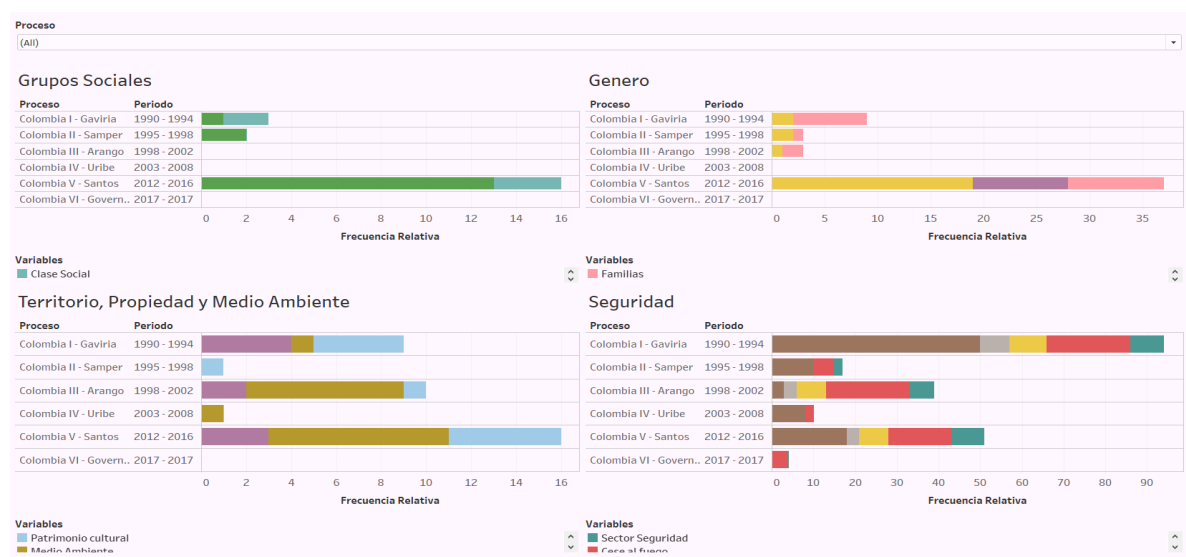 Proceso
(All)
Grupos Sociales
Proceso Periodo
Colombia I - Gaviria 1990 - 1994
Colombia II - Samper 1995 - 1998
Colombia III - Arango 1998 - 2002
Colombia IV - Uribe 2003 - 2008
Colombia V - Santos 2012 - 2016
Colombia VI - Govern.. 2017 - 2017
0 2 4 6 8 10 12 14 16
Frecuencia Relativa
Variables
Clase Social
Genero
Proceso Periodo
Colombia I - Gaviria 1990 - 1994
Colombia II - Samper 1995 - 1998
Colombia III - Arango 1998 - 2002
Colombia IV - Uribe 2003 - 2008
Colombia V - Santos 2012 - 2016
Colombia VI - Govern.. 2017 - 2017
0 5 10 15 20 25 30 35
Frecuencia Relativa
Variables
Familias
Territorio, Propiedad y Medio Ambiente
Proceso Periodo
Colombia I - Gaviria 1990 - 1994
Colombia II - Samper 1995 - 1998
Colombia III - Arango 1998 - 2002
Colombia IV - Uribe 2003 - 2008
Colombia V - Santos 2012 - 2016
Colombia VI - Govern.. 2017 - 2017
0 2 4 6 8 10 12 14 16
Frecuencia Relativa
Variables
Patrimonio cultural
Medio Ambiente
Seguridad
Proceso Periodo
Colombia I - Gaviria 1990 - 1994
Colombia II - Samper 1995 - 1998
Colombia III - Arango 1998 - 2002
Colombia IV - Uribe 2003 - 2008
Colombia V - Santos 2012 - 2016
Colombia VI - Govern.. 2017 - 2017
0 10 20 30 40 50 60 70 80 90
Frecuencia Relativa
Variables
Sector Seguridad
Cese al fuego